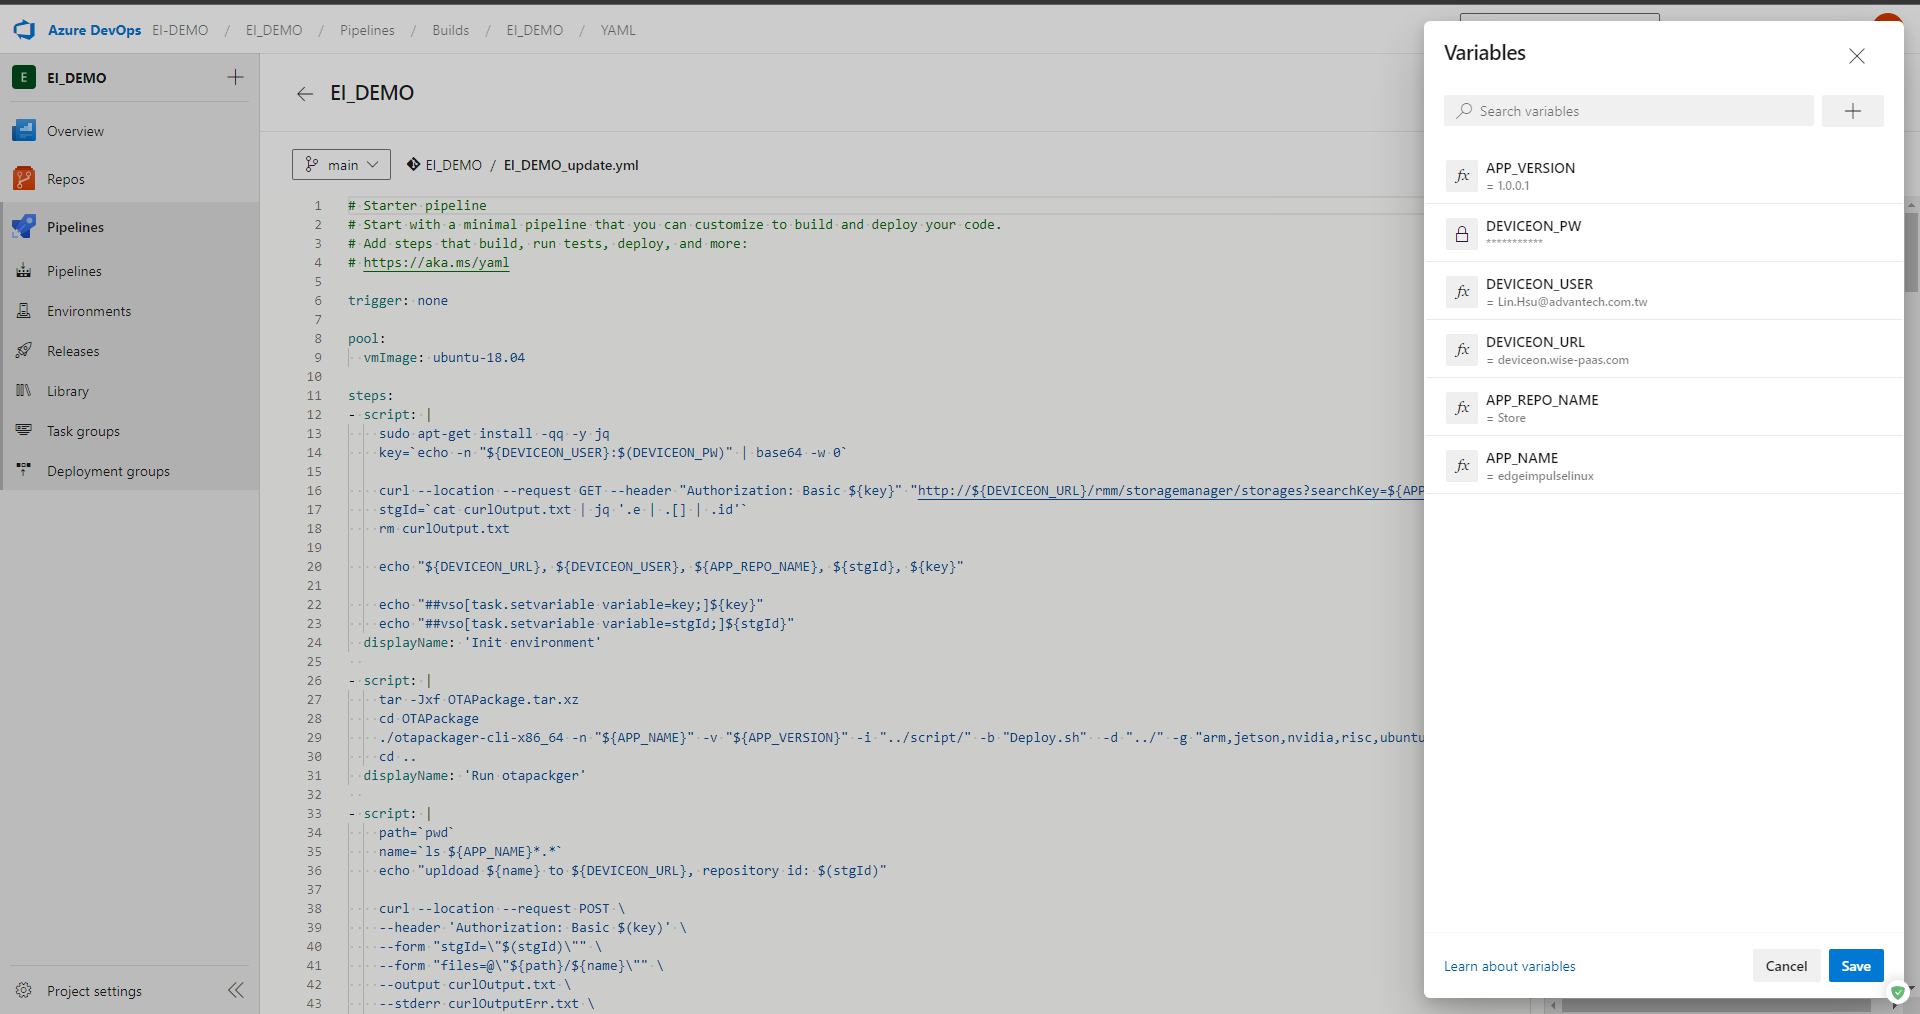 Azure DevOps EI-DEMO / EI_DEMO / Pipelines / Builds / EI_DEMO / YAML
E EI_DEMO
Overview
Repos
Pipelines
Pipelines
Environments
Releases
Library
Task groups
Deployment groups
Project settings
EI_DEMO
main EI_DEMO / EI_DEMO_update.yml
1 # Starter pipeline
2 # Start with a minimal pipeline that you can customize to build and deploy your code.
3 # Add steps that build, run tests, deploy, and more:
4 # https://aka.ms/yaml
5
6 trigger: none
7
8 pool:
9 vmImage: ubuntu-18.04
10
11 steps:
12 - script: |
13 sudo apt-get install -qq -y jq
14 key=`echo -n "${DEVICEON_USER}:$(DEVICEON_PW)" | base64 -w 0`
15
16 curl --location --request GET --header "Authorization: Basic ${key}" "http://${DEVICEON_URL}/rmm/storagemanager/storages?searchKey=${APP
17 stgId=`cat curlOutput.txt | jq '.e | .[] | .id'`
18 rm curlOutput.txt
19
20 echo "${DEVICEON_URL}, ${DEVICEON_USER}, ${APP_REPO_NAME}, ${stgId}, ${key}"
21
22 echo "##vso[task.setvariable variable=key;]${key}"
23 echo "##vso[task.setvariable variable=stgId;]${stgId}"
24 displayName: 'Init environment'
25
26 - script: |
27 tar -Jxf OTAPackage.tar.xz
28 cd OTAPackage
29 ./otapackager-cli-x86_64 -n "${APP_NAME}" -v "${APP_VERSION}" -i "../script/" -b "Deploy.sh" -d "../" -g "arm,jetson,nvidia,risc,ubuntu
30 cd ..
31 displayName: 'Run otapackger'
32
33 - script: |
34 path=`pwd`
35 name=`ls ${APP_NAME}*.*`
36 echo "upldoad ${name} to ${DEVICEON_URL}, repository id: $(stgId)"
37
38 curl --location --request POST \
39 --header 'Authorization: Basic $(key)' \
40 --form "stgId=\"$(stgId)\"" \
41 --form "files=@\"${path}/${name}\"" \
42 --output curlOutput.txt \
43 --stderr curlOutputErr.txt \
Variables
Search variables
fx APP_VERSION
= 1.0.0.1
DEVICEON_PW
***********
fx DEVICEON_USER
= Lin.Hsu@advantech.com.tw
fx DEVICEON_URL
= deviceon.wise-paas.com
fx APP_REPO_NAME
= Store
fx APP_NAME
= edgeimpulselinux
Learn about variables
Cancel
Save